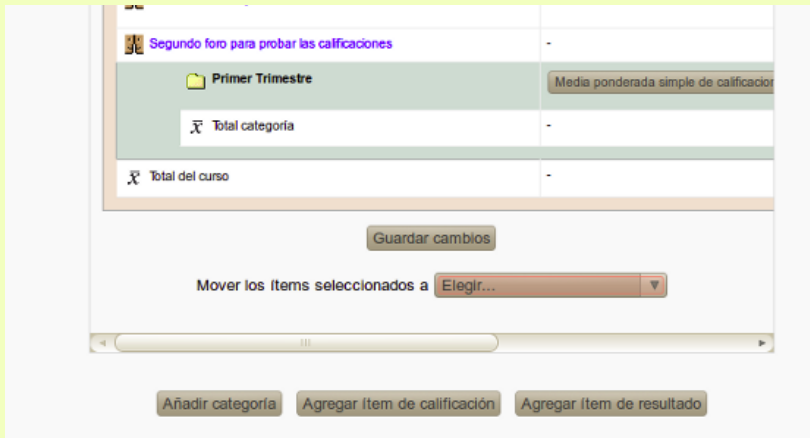 Segundo foro para probar las calificaciones -
Primer Trimestre Media ponderada simple de calificacion
x̄ Total categoría -
x̄ Total del curso -
Guardar cambios
Mover los ítems seleccionados a Elegir...
Añadir categoría Agregar ítem de calificación Agregar ítem de resultado